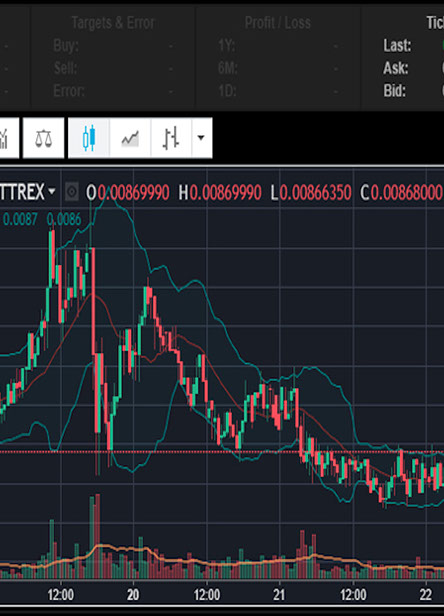 Targets & Error
Profit / Loss
Buy: -
1Y: -
Last:
Sell: -
6M: -
Ask:
Error: -
1D: -
Bid:
TTREX
O0.00869990 H0.00869990 L0.00866350 C0.00868000
0.0087 0.0086
12:00 20 12:00 21 12:00 22